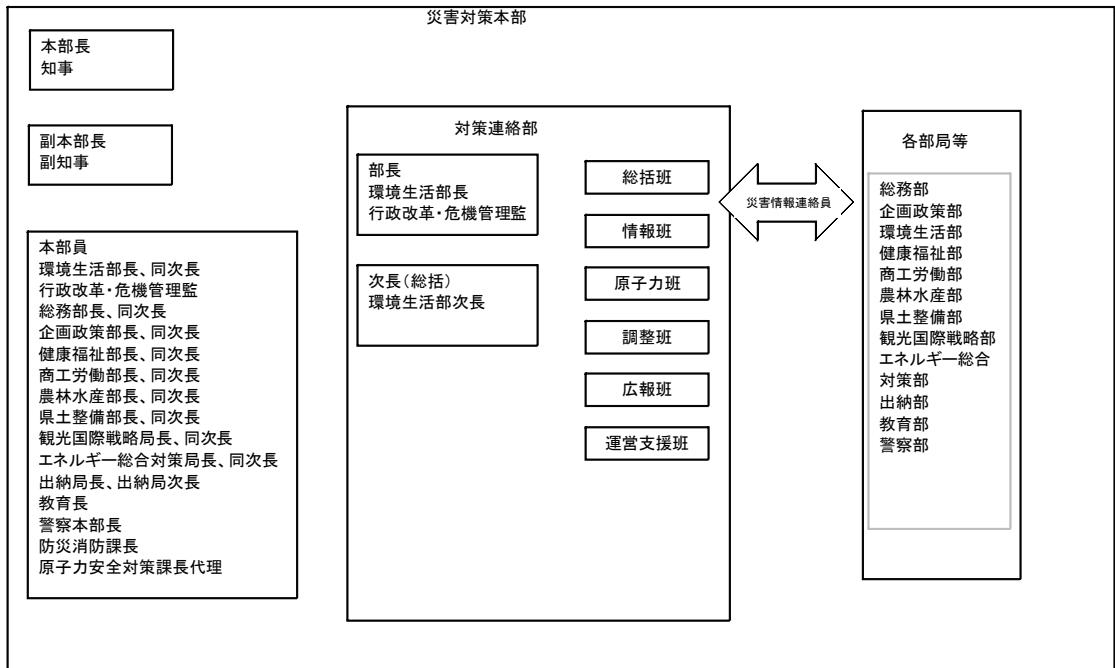 災害対策本部
本部長
知事
副本部長
副知事
本部員
環境生活部長、同次長
行政改革・危機管理監
総務部長、同次長
企画政策部長、同次長
健康福祉部長、同次長
商工労働部長、同次長
農林水産部長、同次長
県土整備部長、同次長
観光国際戦略局長、同次長
エネルギー総合対策局長、同次長
出納局長、出納局次長
教育長
警察本部長
防災消防課長
原子力安全対策課長代理
対策連絡部
部長
環境生活部長
行政改革・危機管理監
次長（総括）
環境生活部次長
総括班
情報班
原子力班
調整班
広報班
運営支援班
災害情報連絡員
各部局等
総務部
企画政策部
環境生活部
健康福祉部
商工労働部
農林水産部
県土整備部
観光国際戦略部
エネルギー総合
対策部
出納部
教育部
警察部